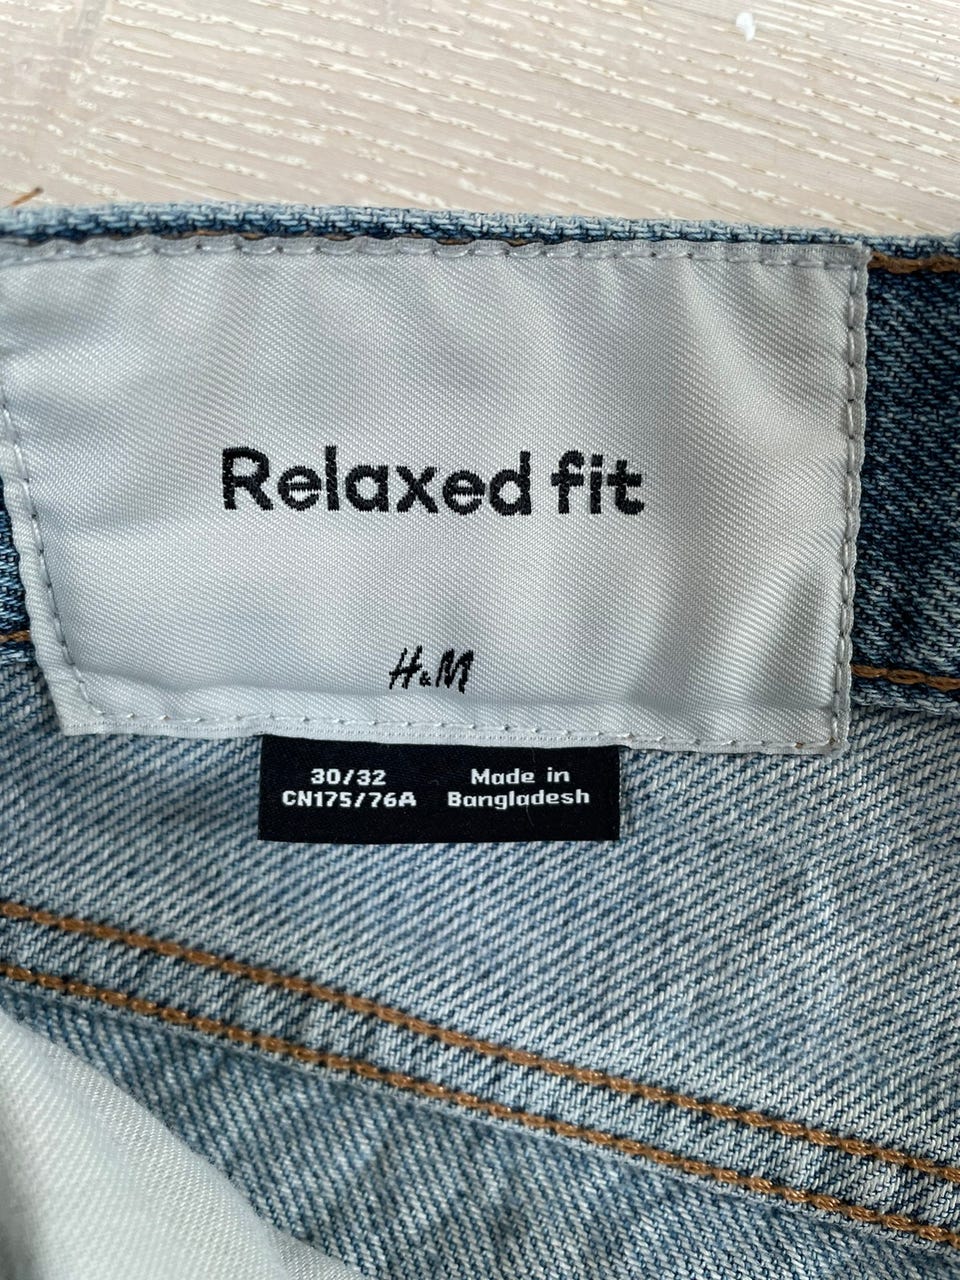 Relaxed fit
H&M
30/32
CN175/76A
Made in
Bangladesh